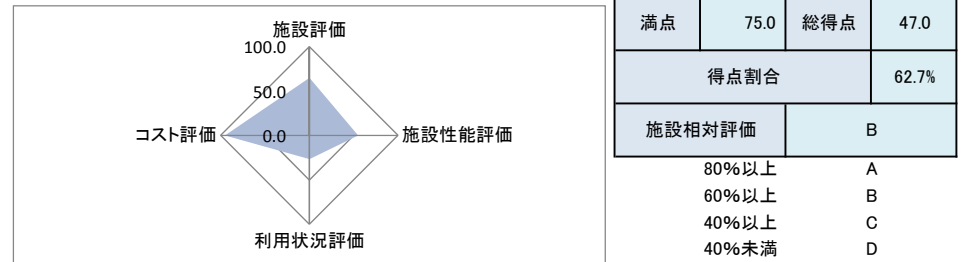 施設評価
100.0
50.0
0.0
コスト評価
施設性能評価
利用状況評価
満点 75.0 総得点 47.0
得点割合 62.7%
施設相対評価 B
80%以上 A
60%以上 B
40%以上 C
40%未満 D